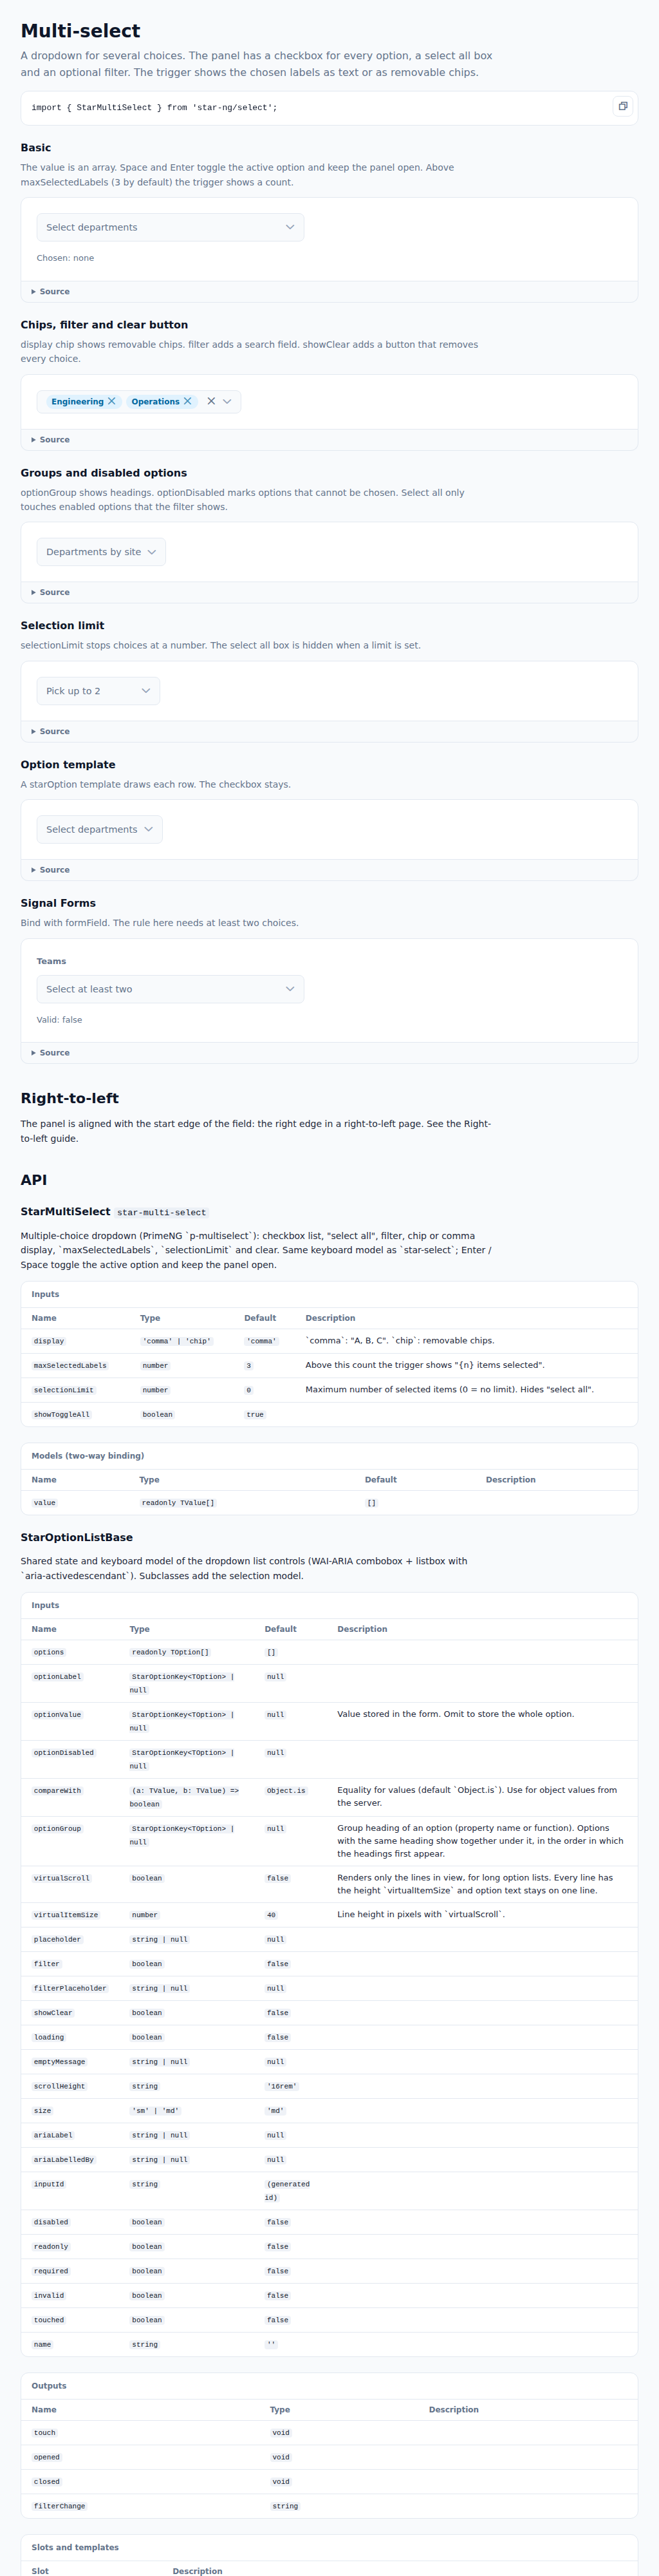 Multi-select
A dropdown for several choices. The panel has a checkbox for every option, a select all box
and an optional filter. The trigger shows the chosen labels as text or as removable chips.
import { StarMultiSelect } from 'star-ng/select';
Basic
The value is an array. Space and Enter toggle the active option and keep the panel open. Above
maxSelectedLabels (3 by default) the trigger shows a count.
Select departments
Chosen: none
Source
Chips, filter and clear button
display chip shows removable chips. filter adds a search field. showClear adds a button that removes
every choice.
Engineering Operations
Source
Groups and disabled options
optionGroup shows headings. optionDisabled marks options that cannot be chosen. Select all only
touches enabled options that the filter shows.
Departments by site
Source
Selection limit
selectionLimit stops choices at a number. The select all box is hidden when a limit is set.
Pick up to 2
Source
Option template
A starOption template draws each row. The checkbox stays.
Select departments
Source
Signal Forms
Bind with formField. The rule here needs at least two choices.
Teams
Select at least two
Valid: false
Source
Right-to-left
The panel is aligned with the start edge of the field: the right edge in a right-to-left page. See the Right-
to-left guide.
API
StarMultiSelect star-multi-select
Multiple-choice dropdown (PrimeNG `p-multiselect`): checkbox list, "select all", filter, chip or comma
display, `maxSelectedLabels`, `selectionLimit` and clear. Same keyboard model as `star-select`; Enter /
Space toggle the active option and keep the panel open.
Inputs
Name Type Default Description
display 'comma' | 'chip' 'comma' `comma`: "A, B, C". `chip`: removable chips.
maxSelectedLabels number 3 Above this count the trigger shows "{n} items selected".
selectionLimit number 0 Maximum number of selected items (0 = no limit). Hides "select all".
showToggleAll boolean true
Models (two-way binding)
Name Type Default Description
value readonly TValue[] []
StarOptionListBase
Shared state and keyboard model of the dropdown list controls (WAI-ARIA combobox + listbox with
`aria-activedescendant`). Subclasses add the selection model.
Inputs
Name Type Default Description
options readonly TOption[] []
optionLabel StarOptionKey<TOption> | null
null
optionValue StarOptionKey<TOption> | null Value stored in the form. Omit to store the whole option.
null
optionDisabled StarOptionKey<TOption> | null
null
compareWith (a: TValue, b: TValue) => Object.is Equality for values (default `Object.is`). Use for object values from
boolean the server.
optionGroup StarOptionKey<TOption> | null Group heading of an option (property name or function). Options
null with the same heading show together under it, in the order in which
the headings first appear.
virtualScroll boolean false Renders only the lines in view, for long option lists. Every line has
the height `virtualItemSize` and option text stays on one line.
virtualItemSize number 40 Line height in pixels with `virtualScroll`.
placeholder string | null null
filter boolean false
filterPlaceholder string | null null
showClear boolean false
loading boolean false
emptyMessage string | null null
scrollHeight string '16rem'
size 'sm' | 'md' 'md'
ariaLabel string | null null
ariaLabelledBy string | null null
inputId string (generated
id)
disabled boolean false
readonly boolean false
required boolean false
invalid boolean false
touched boolean false
name string ''
Outputs
Name Type Description
touch void
opened void
closed void
filterChange string
Slots and templates
Slot Description